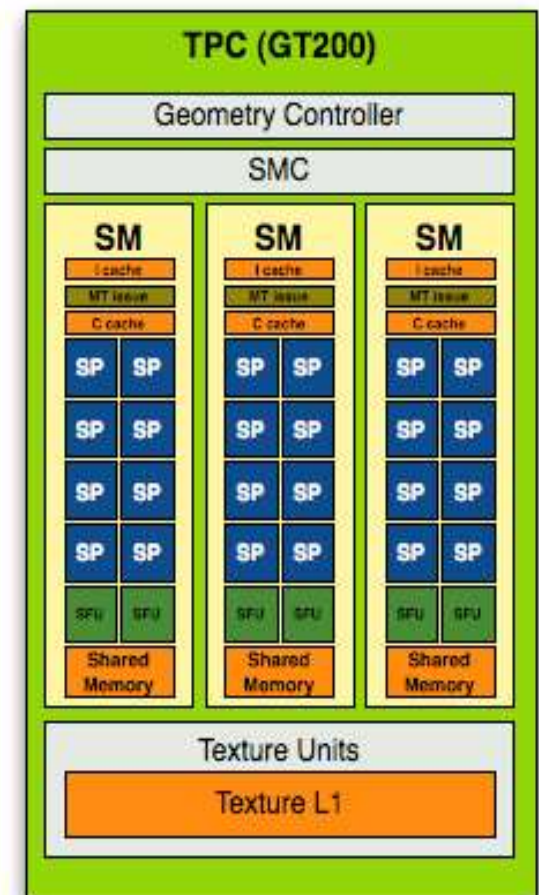 TPC (GT200)
Geometry Controller
SMC
SM SM SM
I cache I cache I cache
MT issue MT issue MT issue
C cache C cache C cache
SP SP SP SP SP SP
SP SP SP SP SP SP
SP SP SP SP SP SP
SP SP SP SP SP SP
SFU SFU SFU SFU SFU SFU
Shared Shared Shared
Memory Memory Memory
Texture Units
Texture L1